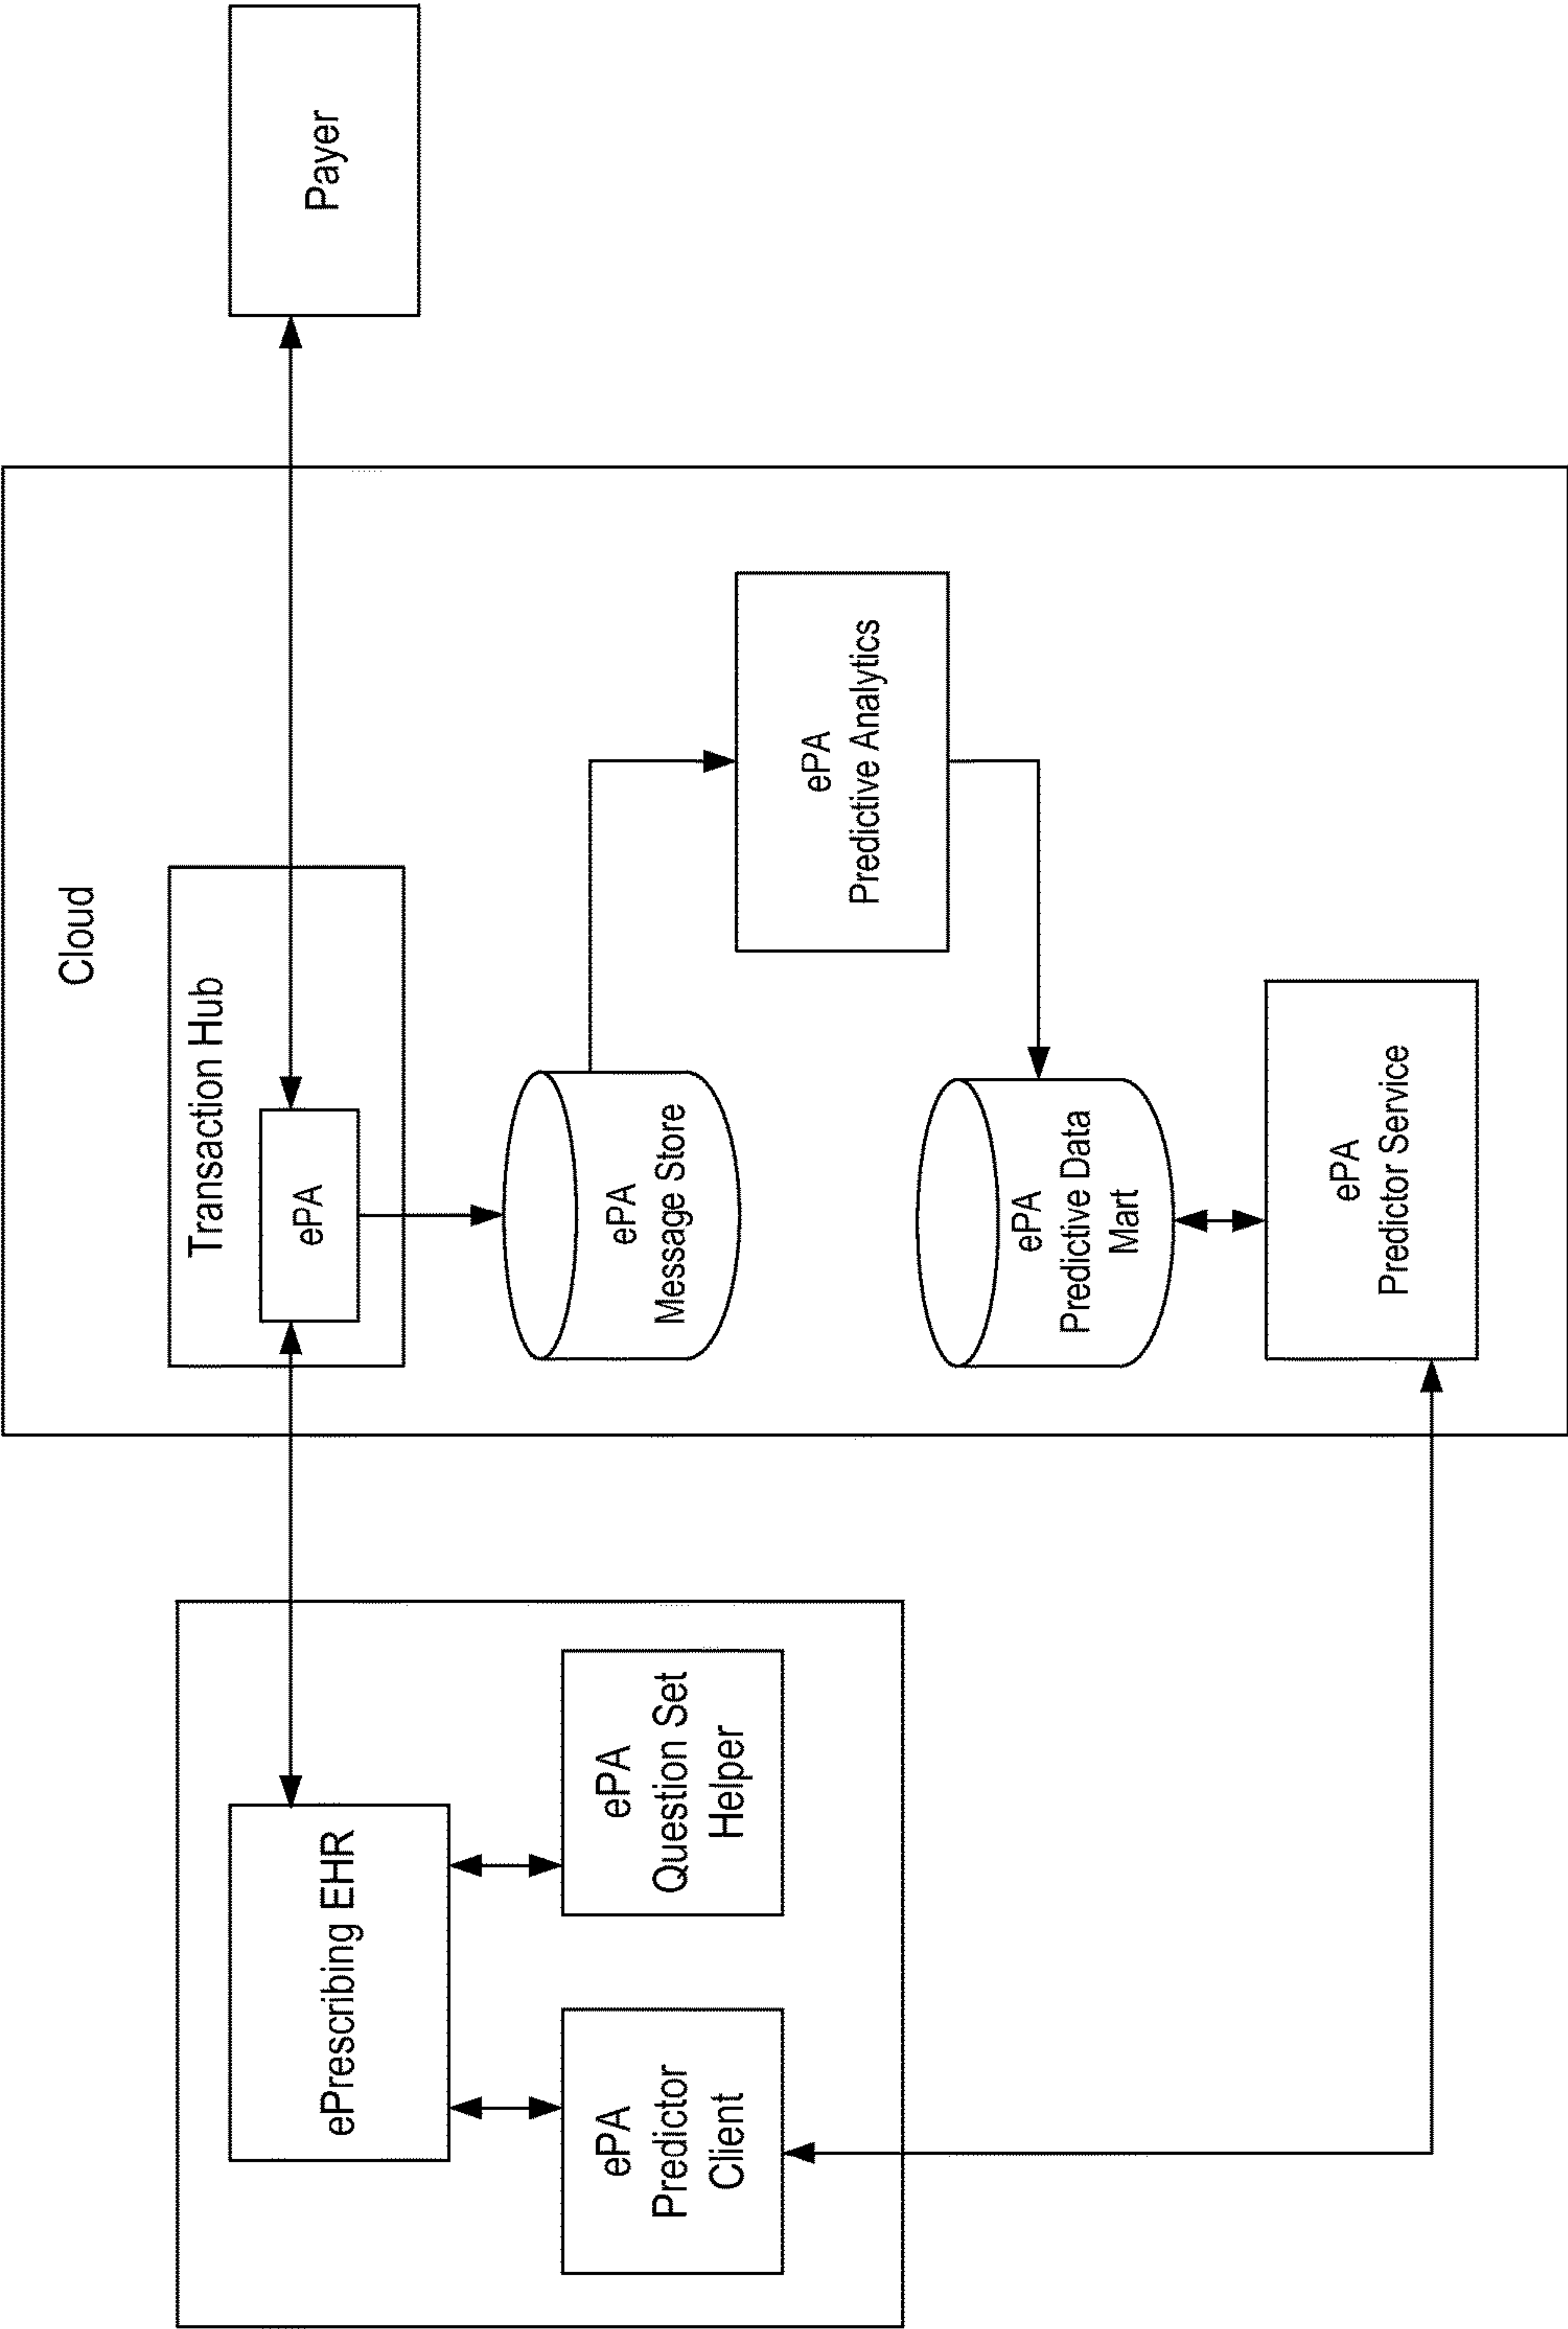 ePrescribing EHR
ePA
Predictor
Client
ePA
Question Set
Helper
Cloud
Transaction Hub
ePA
ePA
Message Store
ePA
Predictive Analytics
ePA
Predictive Data
Mart
ePA
Predictor Service
Payer